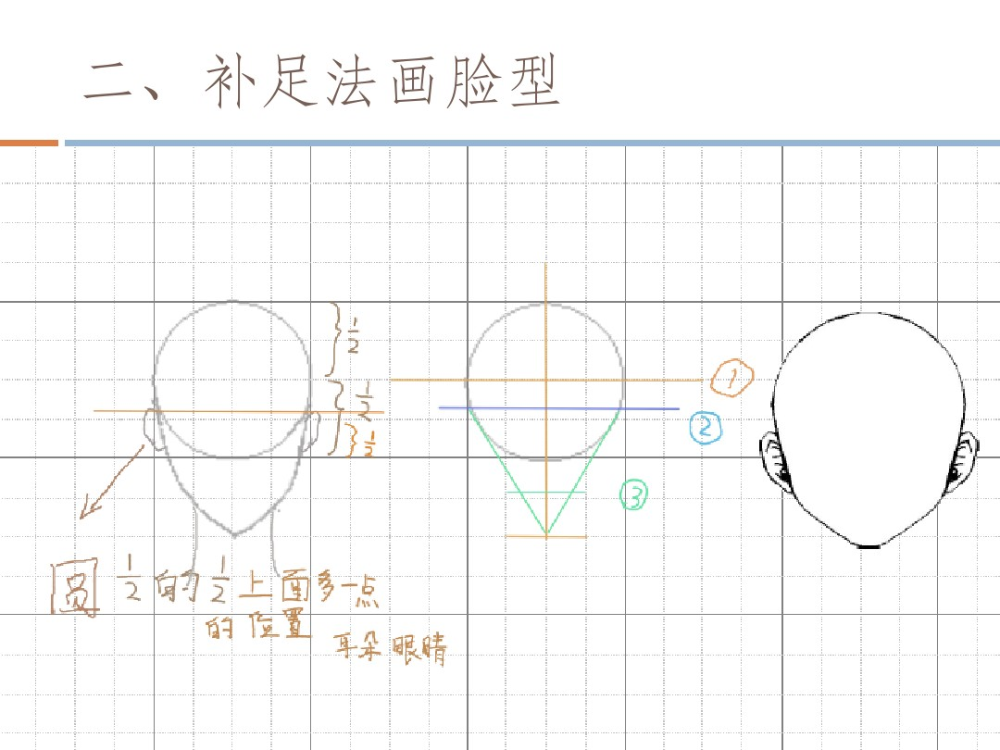 二、补足法画脸型
1/2
1/2
1/2
①
②
③
圆 1/2 的 1/2 上面多一点
的位置
耳朵 眼睛